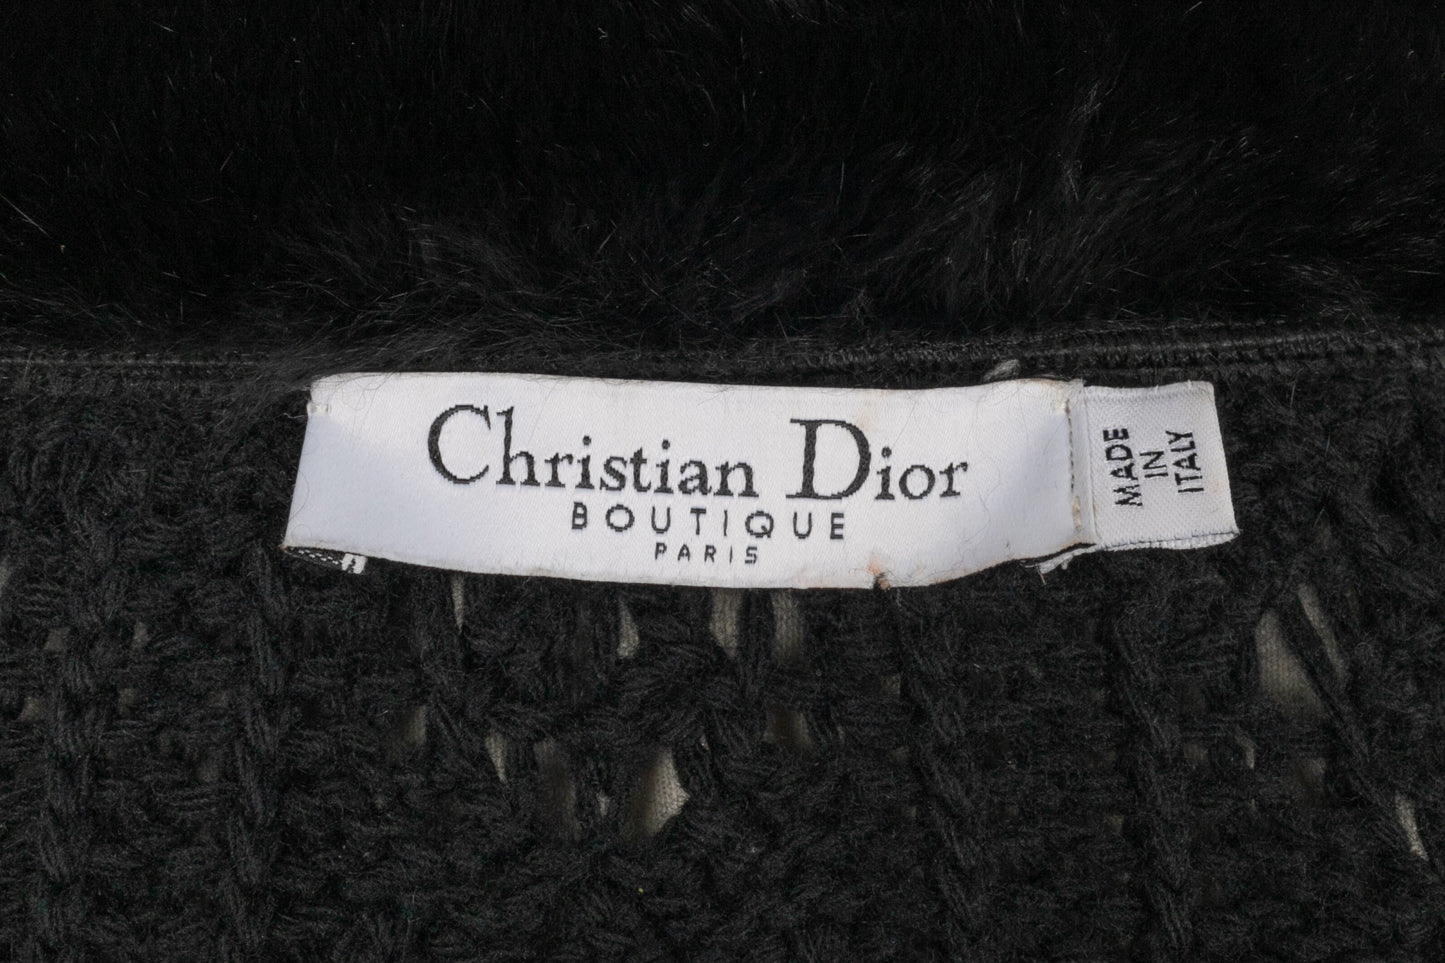 Christian Dior
BOUTIQUE
PARIS
MADE
IN
ITALY